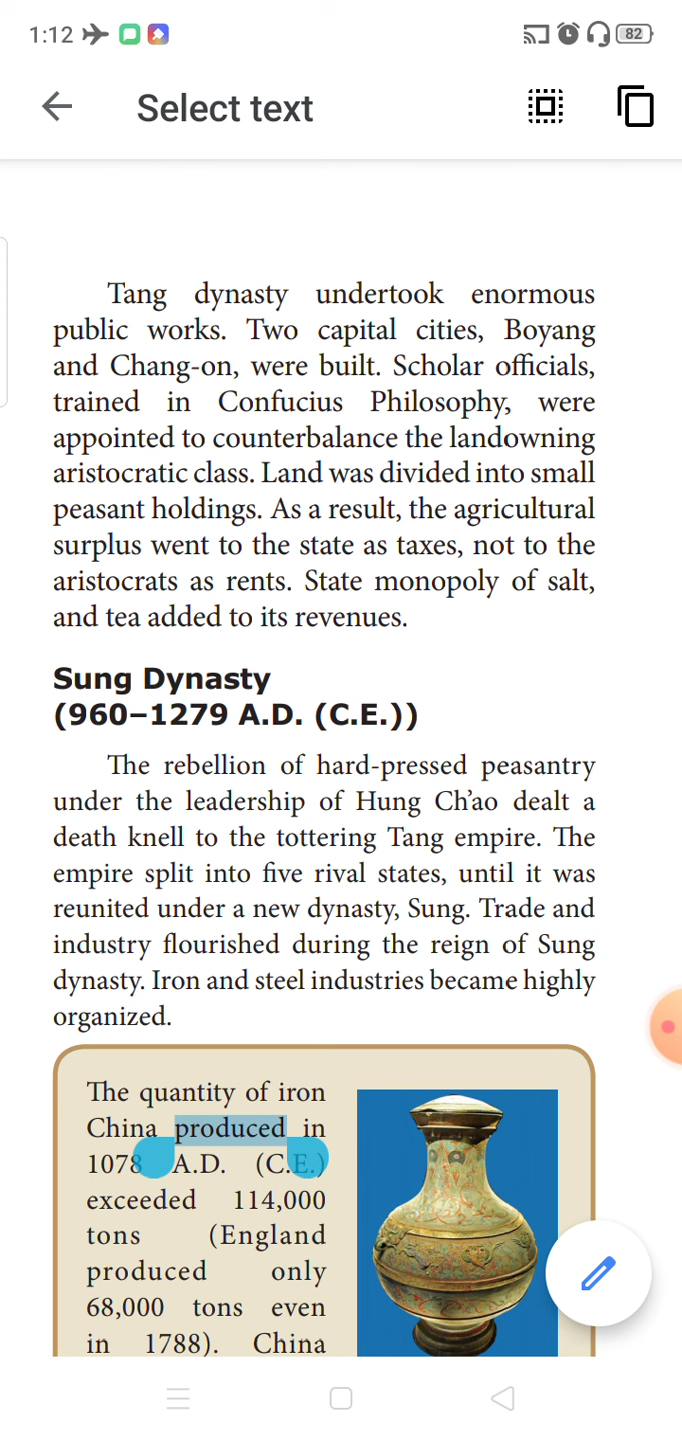 1:12
82
Select text
Tang dynasty undertook enormous
public works. Two capital cities, Boyang
and Chang-on, were built. Scholar officials,
trained in Confucius Philosophy, were
appointed to counterbalance the landowning
aristocratic class. Land was divided into small
peasant holdings. As a result, the agricultural
surplus went to the state as taxes, not to the
aristocrats as rents. State monopoly of salt,
and tea added to its revenues.
Sung Dynasty
(960–1279 A.D. (C.E.))
The rebellion of hard-pressed peasantry
under the leadership of Hung Ch’ao dealt a
death knell to the tottering Tang empire. The
empire split into five rival states, until it was
reunited under a new dynasty, Sung. Trade and
industry flourished during the reign of Sung
dynasty. Iron and steel industries became highly
organized.
The quantity of iron
China produced in
1078 A.D. (C.E.)
exceeded 114,000
tons (England
produced only
68,000 tons even
in 1788). China